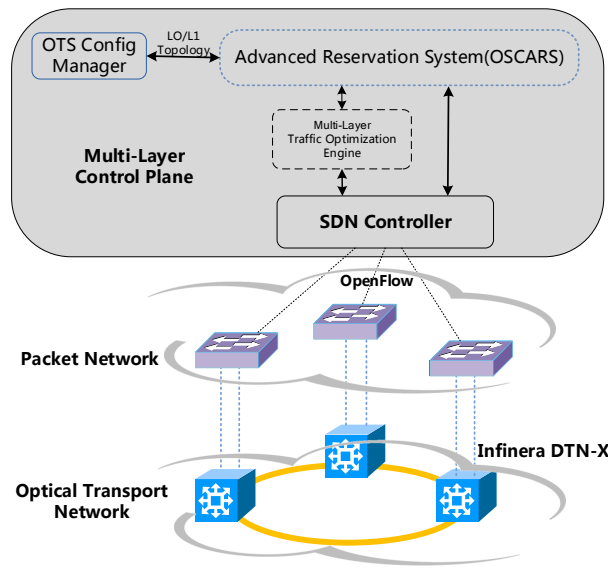 OTS Config
Manager
LO/L1
Topology
Advanced Reservation System(OSCARS)
Multi-Layer
Traffic Optimization
Engine
Multi-Layer
Control Plane
SDN Controller
OpenFlow
Packet Network
Infinera DTN-X
Optical Transport
Network